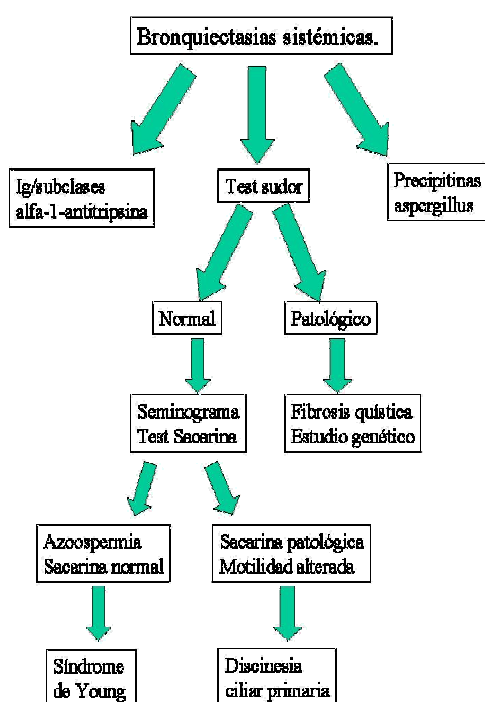 Bronquiectasias sistémicas.
Ig/subclases
alfa-1-antitripsina
Test sudor
Precipitinas
aspergillus
Normal
Patológico
Seminograma
Test Sacarina
Fibrosis quística
Estudio genético
Azoospermia
Sacarina normal
Sacarina patológica
Motilidad alterada
Síndrome
de Young
Discinesia
ciliar primaria